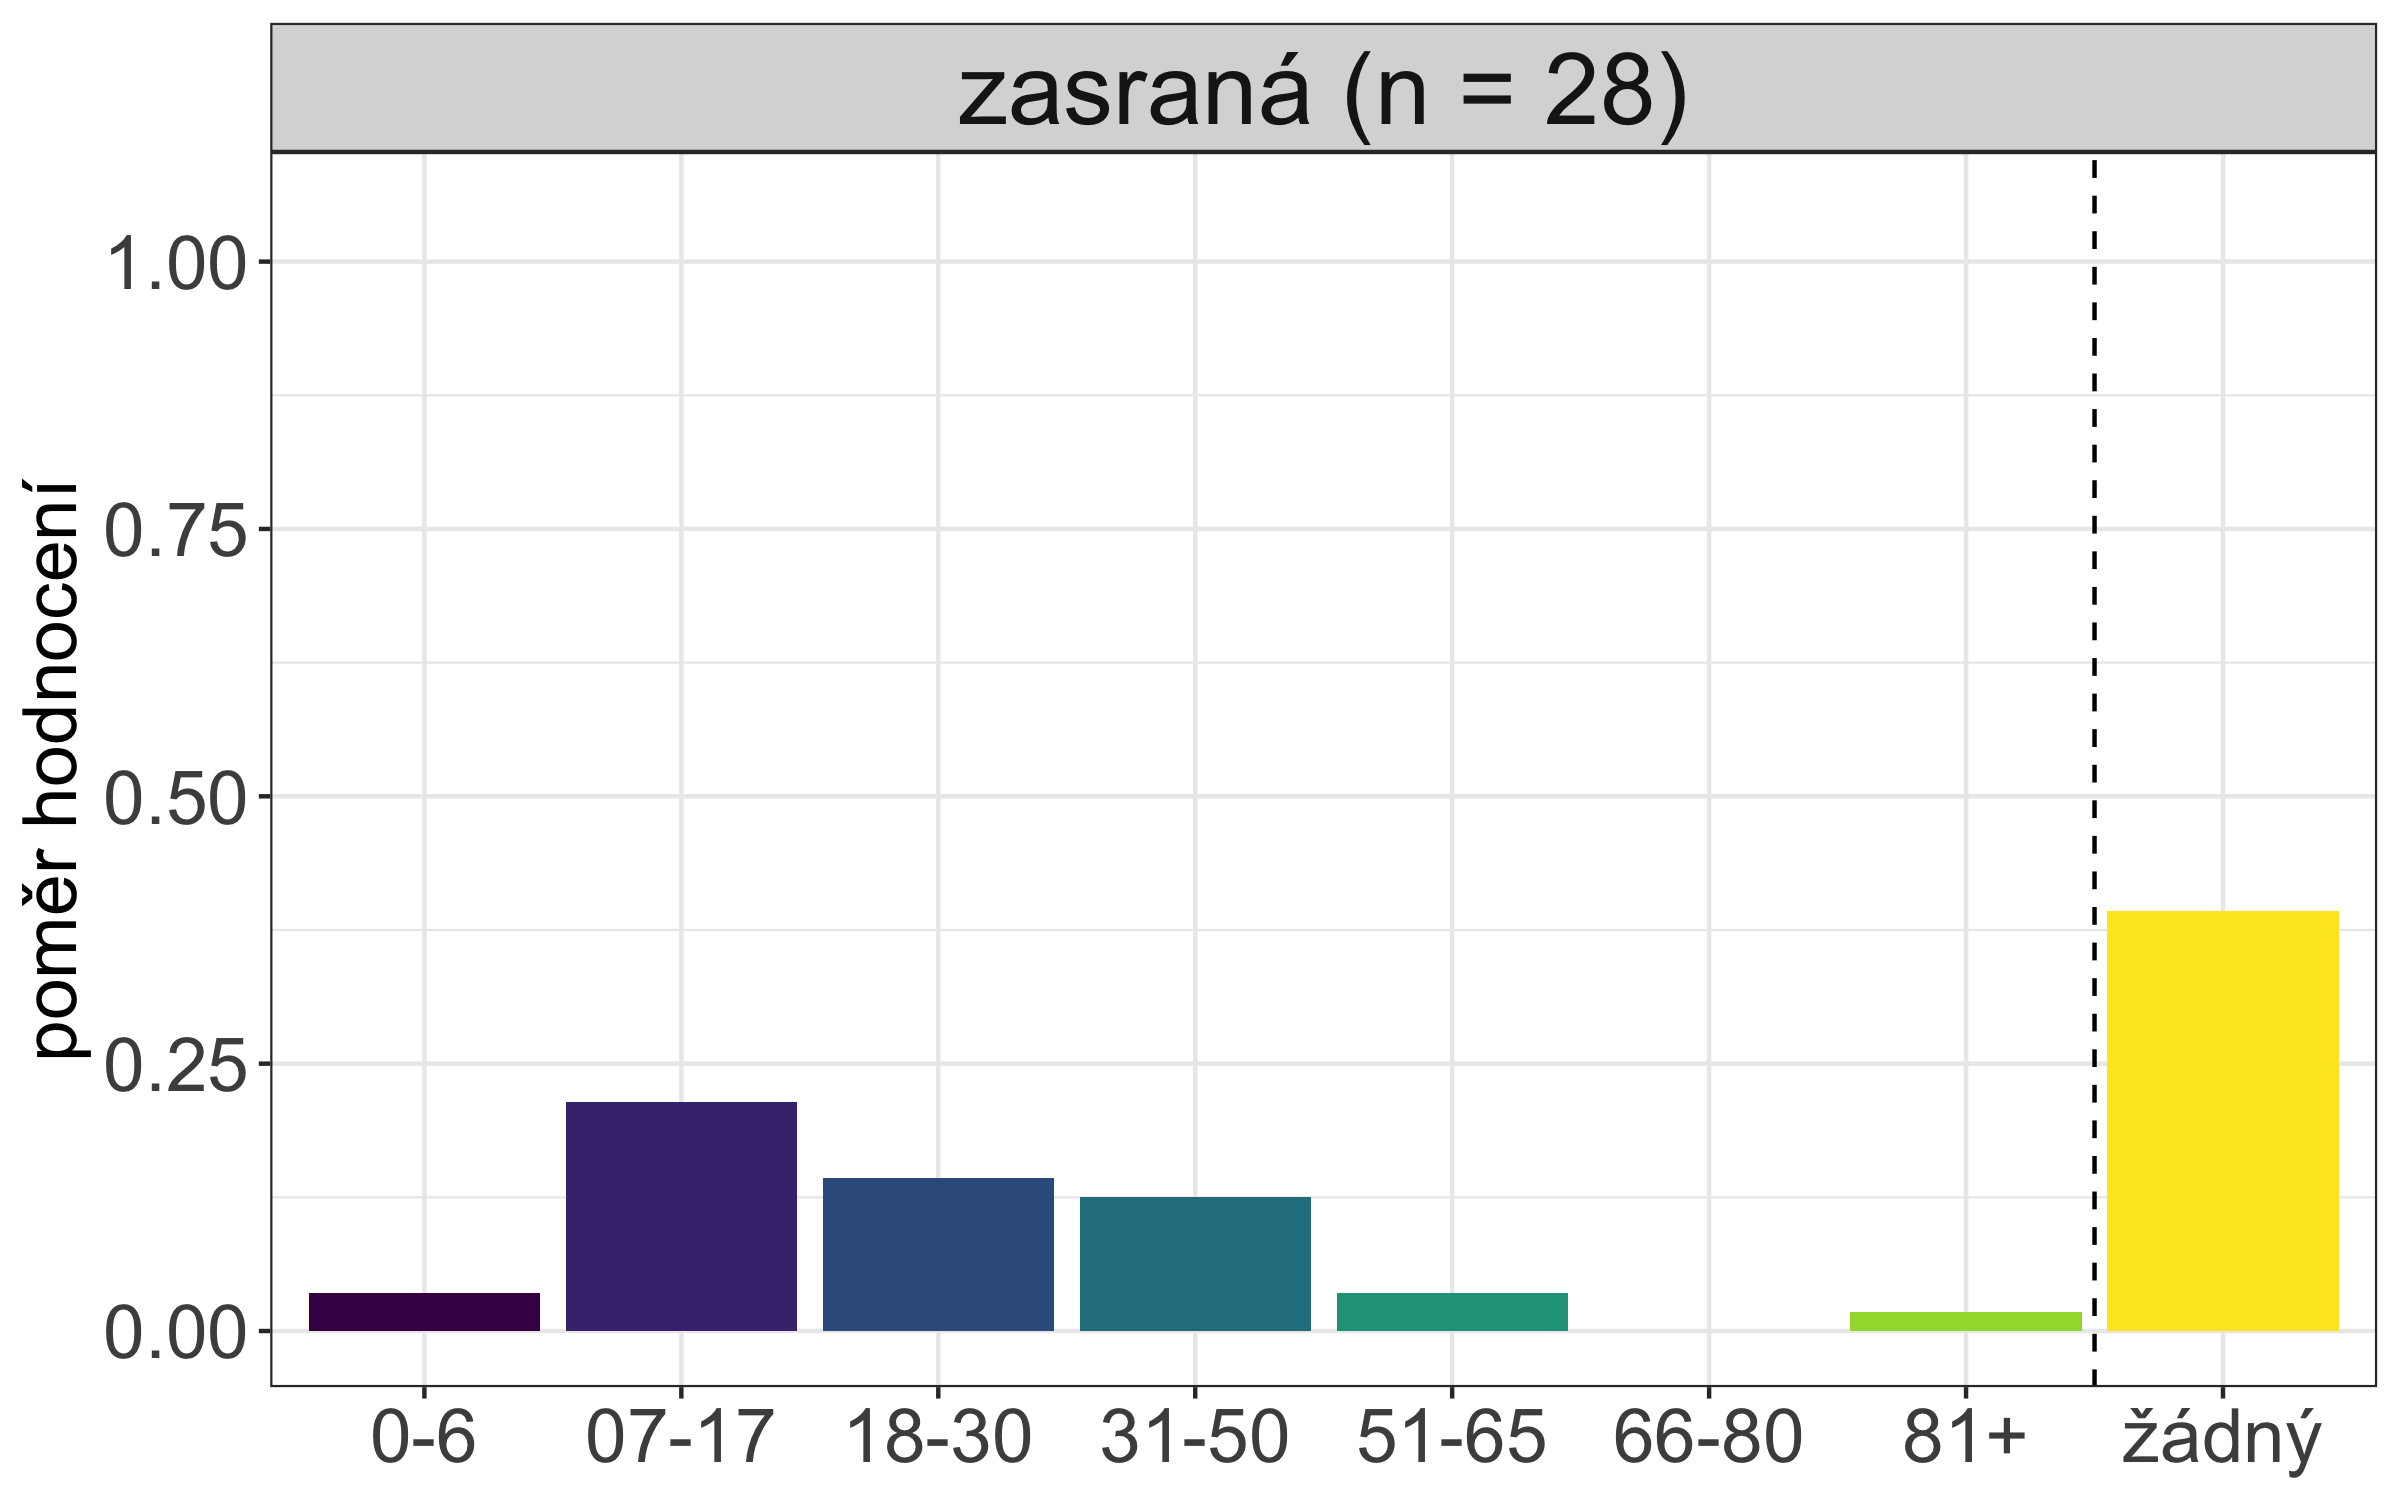 zasraná (n = 28)
poměr hodnocení
1.00
0.75
0.50
0.25
0.00
0-6 07-17 18-30 31-50 51-65 66-80 81+ žádný